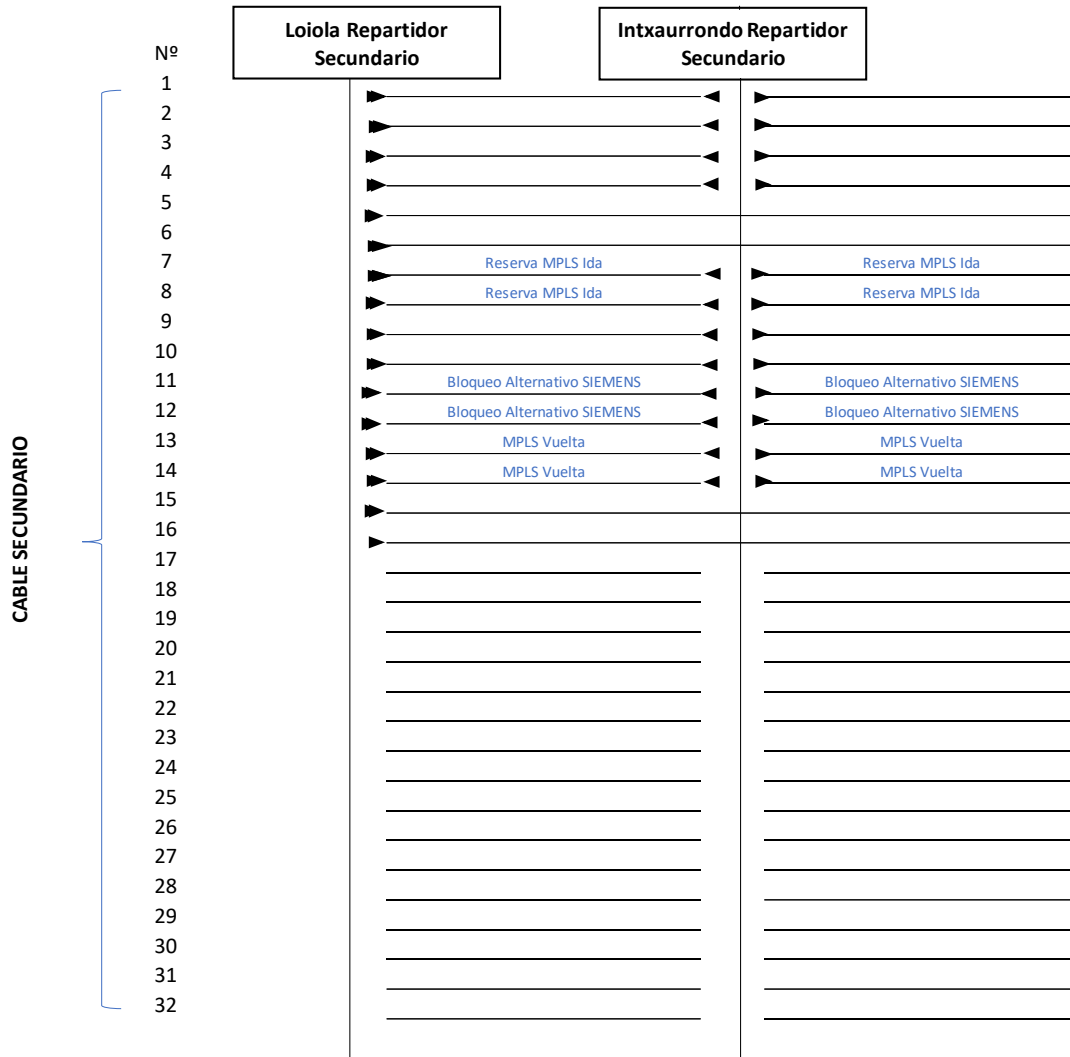 Loiola Repartidor
Secundario
Intxaurrondo Repartidor
Secundario
Nº
1
2
3
4
5
6
7
Reserva MPLS Ida
Reserva MPLS Ida
8
Reserva MPLS Ida
Reserva MPLS Ida
9
10
11
Bloqueo Alternativo SIEMENS
Bloqueo Alternativo SIEMENS
12
Bloqueo Alternativo SIEMENS
Bloqueo Alternativo SIEMENS
13
MPLS Vuelta
MPLS Vuelta
14
MPLS Vuelta
MPLS Vuelta
15
16
17
18
19
20
21
22
23
24
25
26
27
28
29
30
31
32
CABLE SECUNDARIO